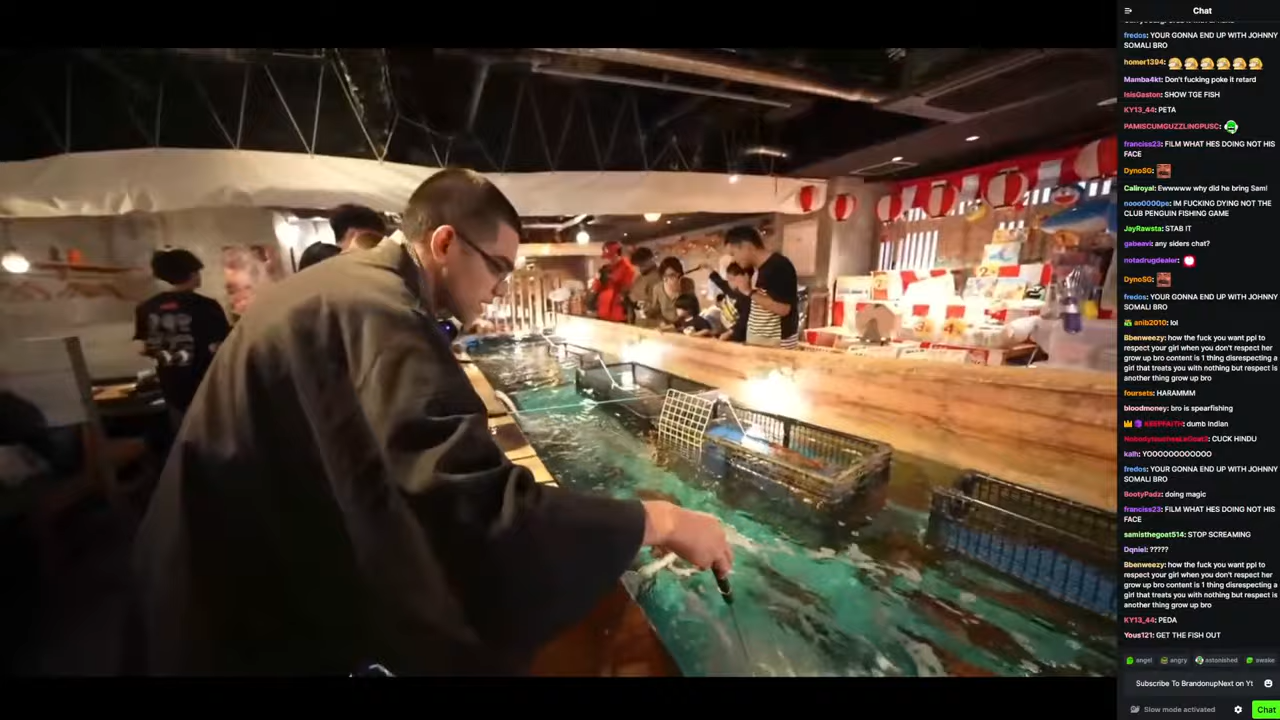 Chat
fredos: YOUR GONNA END UP WITH JOHNNY
SOMALI BRO
homer1394:
Mamba4kt: Don't fucking poke it retard
IsisGaston: SHOW TGE FISH
KY13_44: PETA
PAMISCUMGUZZLINGPUSC:
franciss23: FILM WHAT HES DOING NOT HIS
FACE
DynoSG:
Caliroyal: Ewwwww why did he bring Sam!
nooo0000pe: IM FUCKING DYING NOT THE
CLUB PENGUIN FISHING GAME
JayRawsta: STAB IT
gabeavi: any siders chat?
notadrugdealer:
DynoSG:
fredos: YOUR GONNA END UP WITH JOHNNY
SOMALI BRO
anib2010: lol
Bbenweezy: how the fuck you want ppl to
respect your girl when you don't respect her
grow up bro content is 1 thing disrespecting a
girl that treats you with nothing but respect is
another thing grow up bro
foursets: HARAMMM
bloodmoney: bro is spearfishing
KEEPFAITH: dumb Indian
CUCK HINDU
kalh: YOOOOOOOOOOOO
fredos: YOUR GONNA END UP WITH JOHNNY
SOMALI BRO
BootyPadz: doing magic
franciss23: FILM WHAT HES DOING NOT HIS
FACE
samisthegoat514: STOP SCREAMING
Dqniel: ?????
Bbenweezy: how the fuck you want ppl to
respect your girl when you don't respect her
grow up bro content is 1 thing disrespecting a
girl that treats you with nothing but respect is
another thing grow up bro
KY13_44: PEDA
Yous121: GET THE FISH OUT
angel angry astonished awake
Subscribe To BrandonupNext on Yt
Slow mode activated
Chat